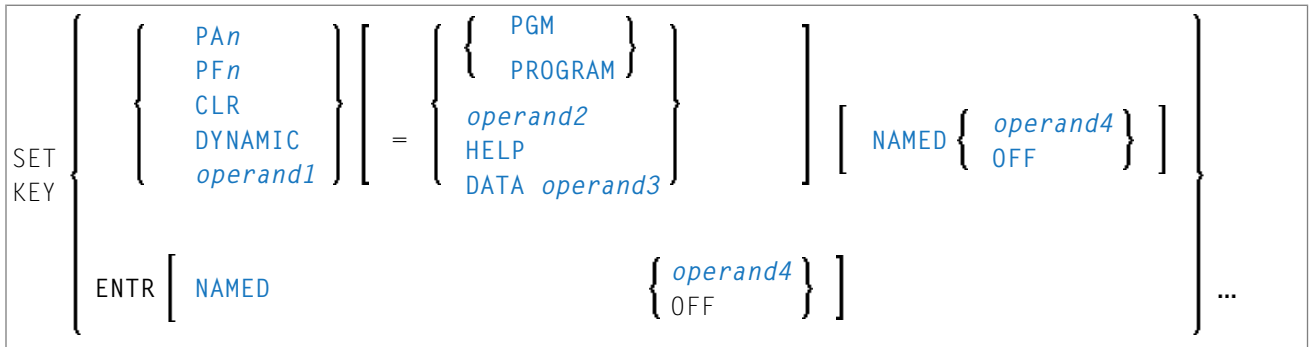 PGM
PAn
PFn
PROGRAM
CLR
operand2
operand4
DYNAMIC
=
NAMED
HELP
OFF
SET
operand1
DATA operand3
KEY
operand4
ENTR
NAMED
OFF
...